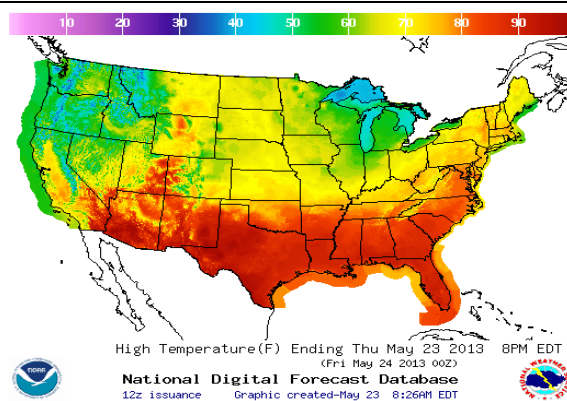 10 20 30 40 50 60 70 80 90
High Temperature(F) Ending Thu May 23 2013 8PM EDT
(Fri May 24 2013 00Z)
National Digital Forecast Database
12z issuance Graphic created-May 23 8:26AM EDT
NOAA